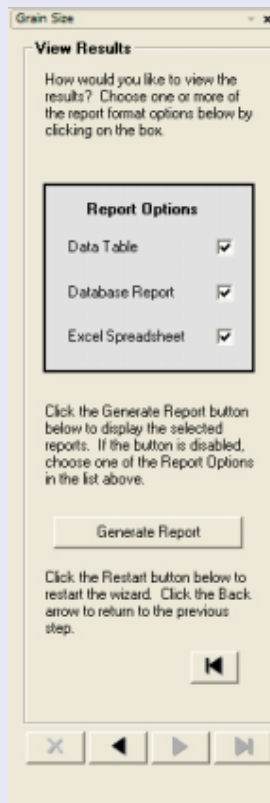 Grain Size
View Results
How would you like to view the
results? Choose one or more of
the report format options below by
clicking on the box.
Report Options
Data Table
Database Report
Excel Spreadsheet
Click the Generate Report button
below to display the selected
reports. If the button is disabled,
choose one of the Report Options
in the list above.
Generate Report
Click the Restart button below to
restart the wizard. Click the Back
arrow to return to the previous
step.